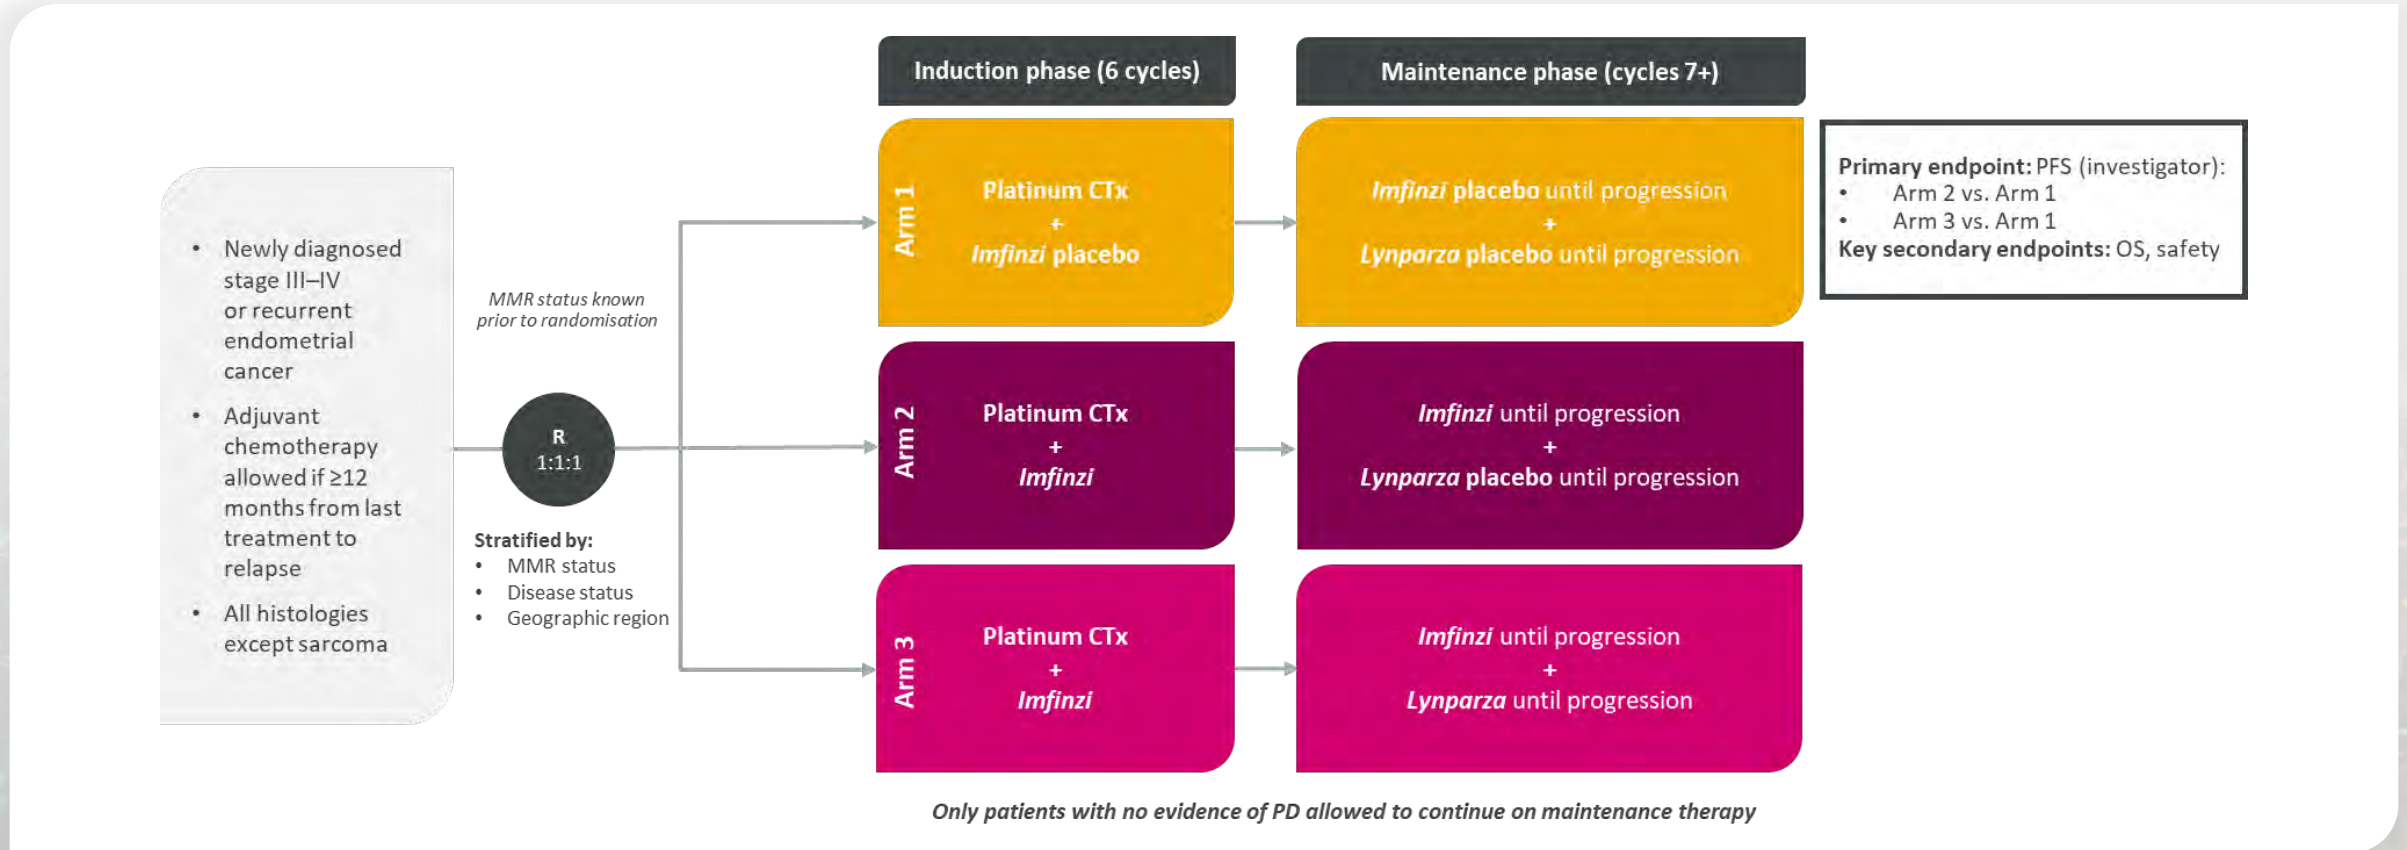 Induction phase (6 cycles)
Maintenance phase (cycles 7+)
• Newly diagnosed
stage III–IV
or recurrent
endometrial
cancer
• Adjuvant
chemotherapy
allowed if ≥12
months from last
treatment to
relapse
• All histologies
except sarcoma
MMR status known
prior to randomisation
R
1:1:1
Stratified by:
• MMR status
• Disease status
• Geographic region
Arm 1
Platinum CTx
+
Imfinzi placebo
Imfinzi placebo until progression
+
Lynparza placebo until progression
Arm 2
Platinum CTx
+
Imfinzi
Imfinzi until progression
+
Lynparza placebo until progression
Arm 3
Platinum CTx
+
Imfinzi
Imfinzi until progression
+
Lynparza until progression
Primary endpoint: PFS (investigator):
• Arm 2 vs. Arm 1
• Arm 3 vs. Arm 1
Key secondary endpoints: OS, safety
Only patients with no evidence of PD allowed to continue on maintenance therapy